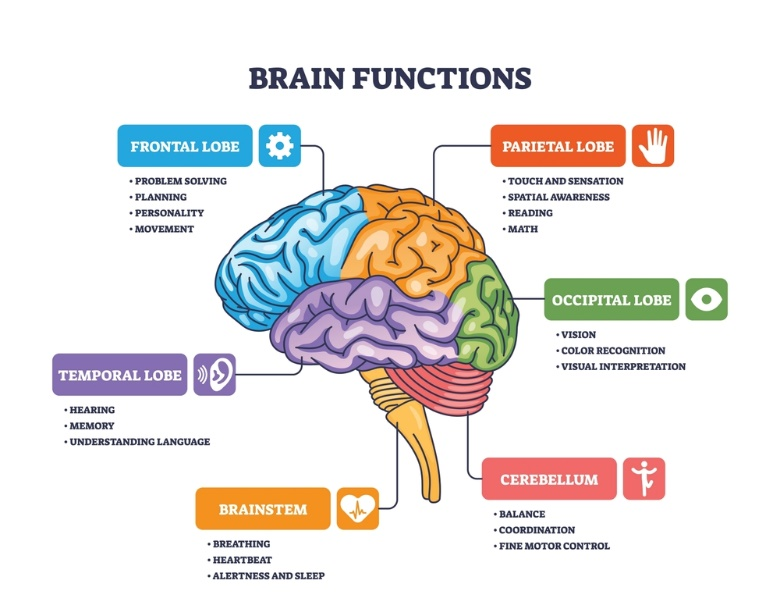 BRAIN FUNCTIONS
FRONTAL LOBE
• PROBLEM SOLVING
• PLANNING
• PERSONALITY
• MOVEMENT
PARIETAL LOBE
• TOUCH AND SENSATION
• SPATIAL AWARENESS
• READING
• MATH
OCCIPITAL LOBE
• VISION
• COLOR RECOGNITION
• VISUAL INTERPRETATION
TEMPORAL LOBE
• HEARING
• MEMORY
• UNDERSTANDING LANGUAGE
CEREBELLUM
• BALANCE
• COORDINATION
• FINE MOTOR CONTROL
BRAINSTEM
• BREATHING
• HEARTBEAT
• ALERTNESS AND SLEEP